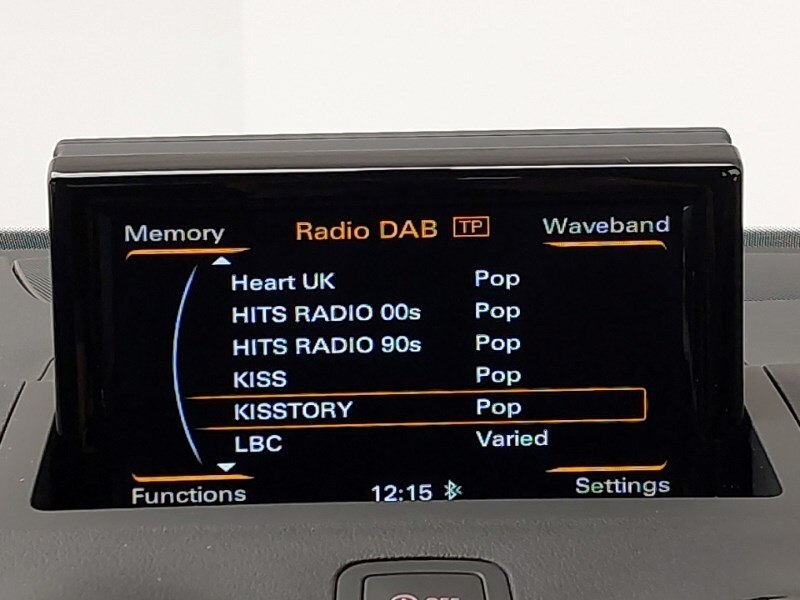 Memory Radio DAB TP Waveband
Heart UK Pop
HITS RADIO 00s Pop
HITS RADIO 90s Pop
KISS Pop
KISSTORY Pop
LBC Varied
Functions 12:15 Settings
OFF